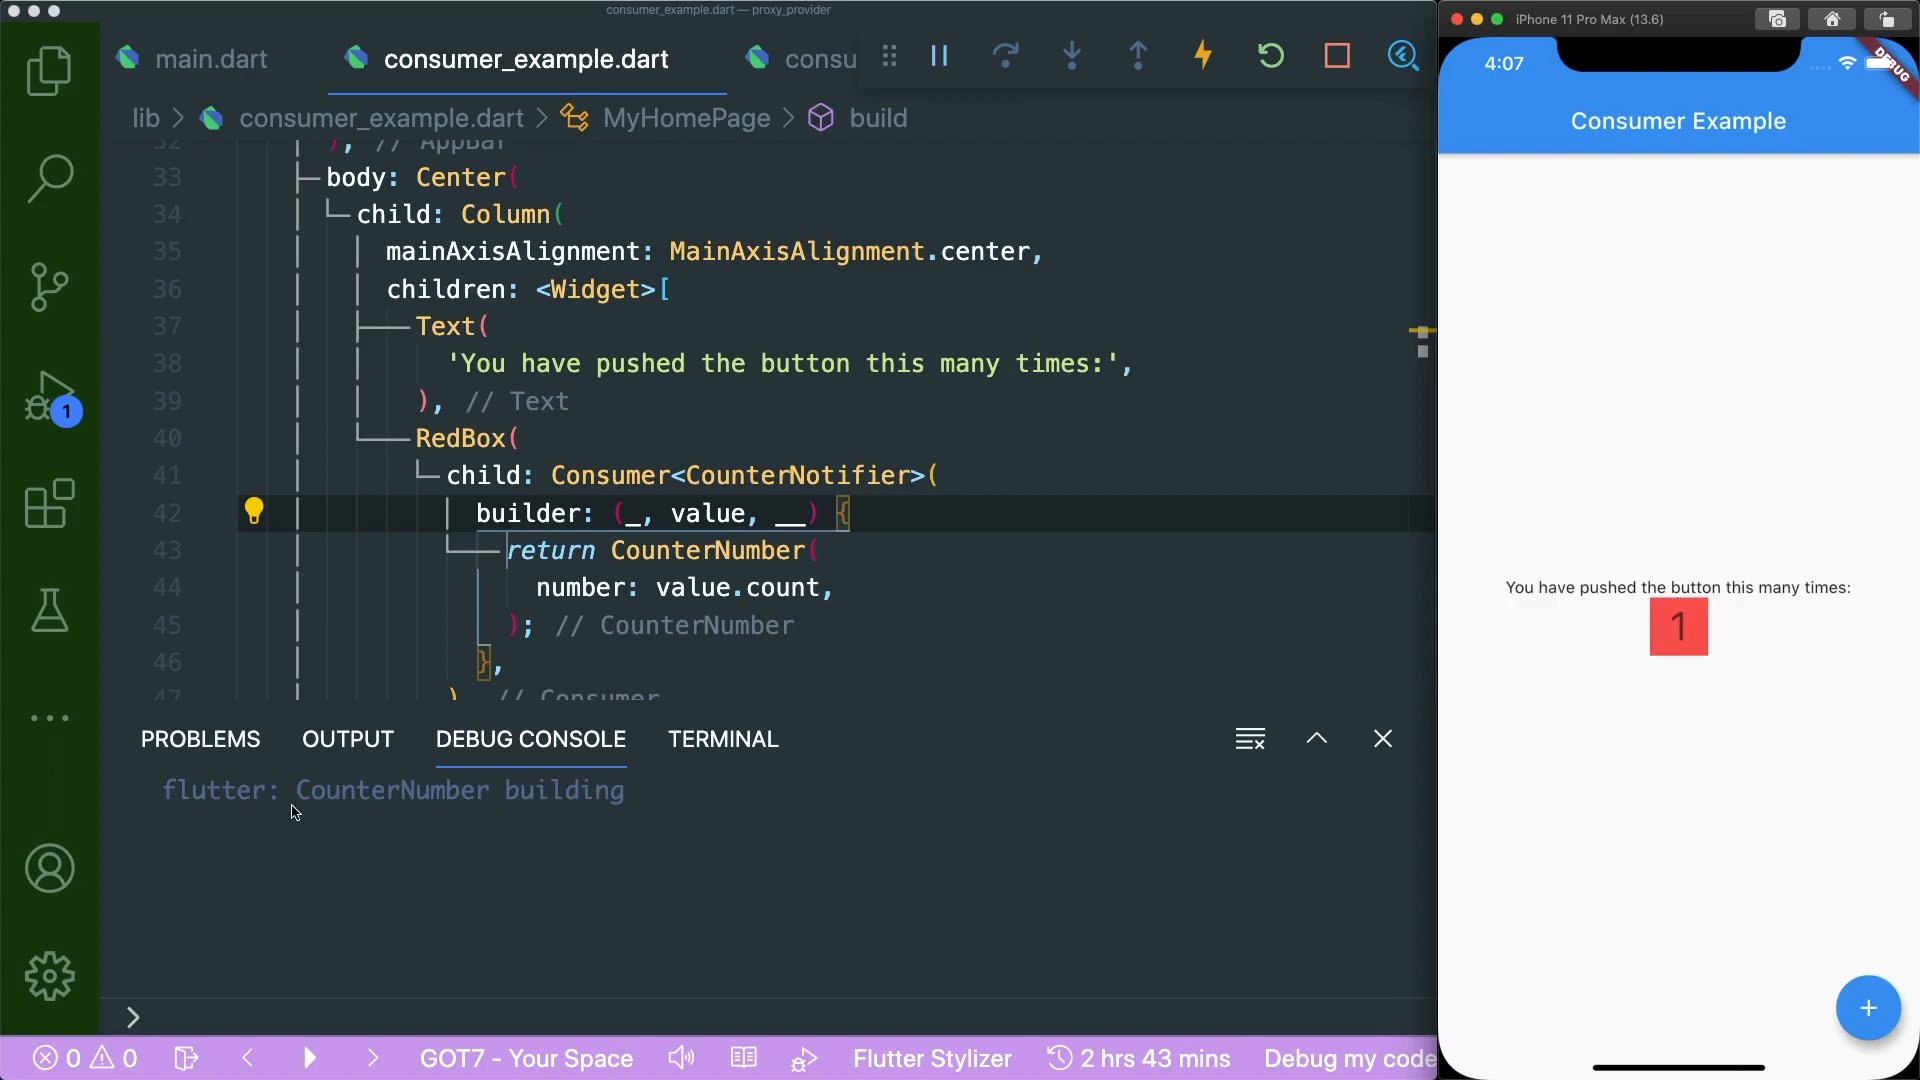 consumer_example.dart — proxy_provider
main.dart
consumer_example.dart
consu
lib > consumer_example.dart > MyHomePage > build
32 ), // AppBar
33 body: Center(
34 child: Column(
35 mainAxisAlignment: MainAxisAlignment.center,
36 children: <Widget>[
37 Text(
38 'You have pushed the button this many times:',
39 ), // Text
40 RedBox(
41 child: Consumer<CounterNotifier>(
42 builder: (_, value, __) {
43 return CounterNumber(
44 number: value.count,
45 ); // CounterNumber
46 },
47 ) // Consumer
1
PROBLEMS OUTPUT DEBUG CONSOLE TERMINAL
flutter: CounterNumber building
>
0 0 GOT7 - Your Space Flutter Stylizer 2 hrs 43 mins Debug my code
iPhone 11 Pro Max (13.6)
4:07
DEBUG
Consumer Example
You have pushed the button this many times:
1
+